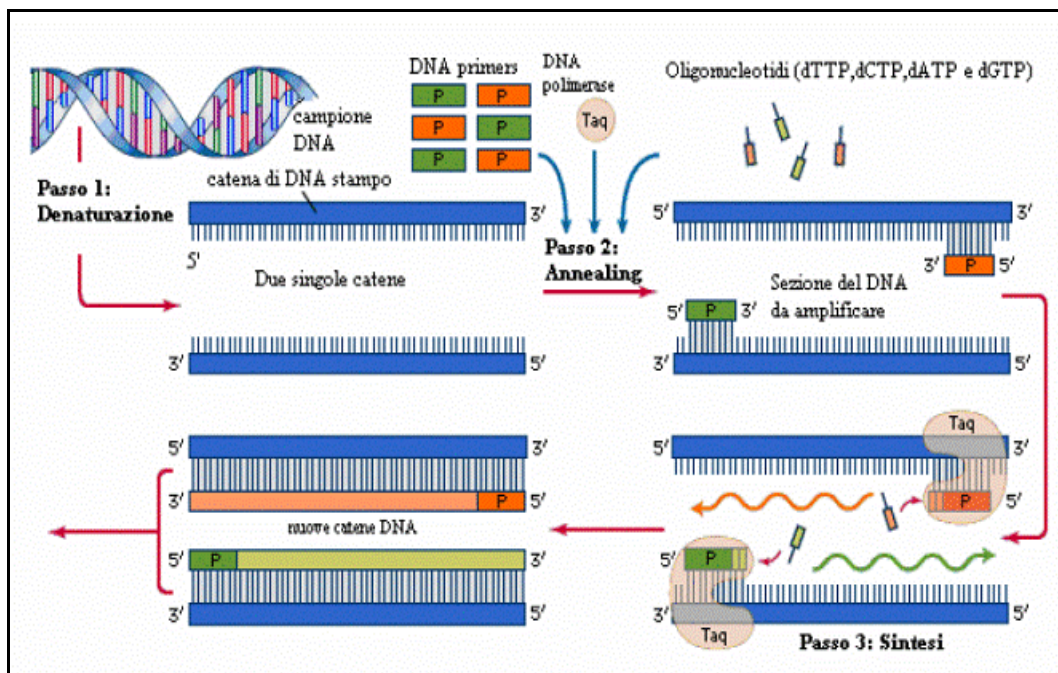 DNA primers
DNA
polimerase
Oligonucleotidi (dTTP,dCTP,dATP e dGTP)
P
P
P
P
P
P
Taq
campione
DNA
Passo 1:
Denaturazione
catena di DNA stampo
3'
5'
Due singole catene
3'
5'
Passo 2:
Annealing
5'
3'
3'
P
5'
Sezione del DNA
da amplificare
5'
P
3'
3'
5'
Taq
5'
3'
P
5'
5'
P
3'
5'
Taq
Passo 3: Sintesi
5'
3'
3'
P
5'
nuove catene DNA
5'
P
3'
3'
5'